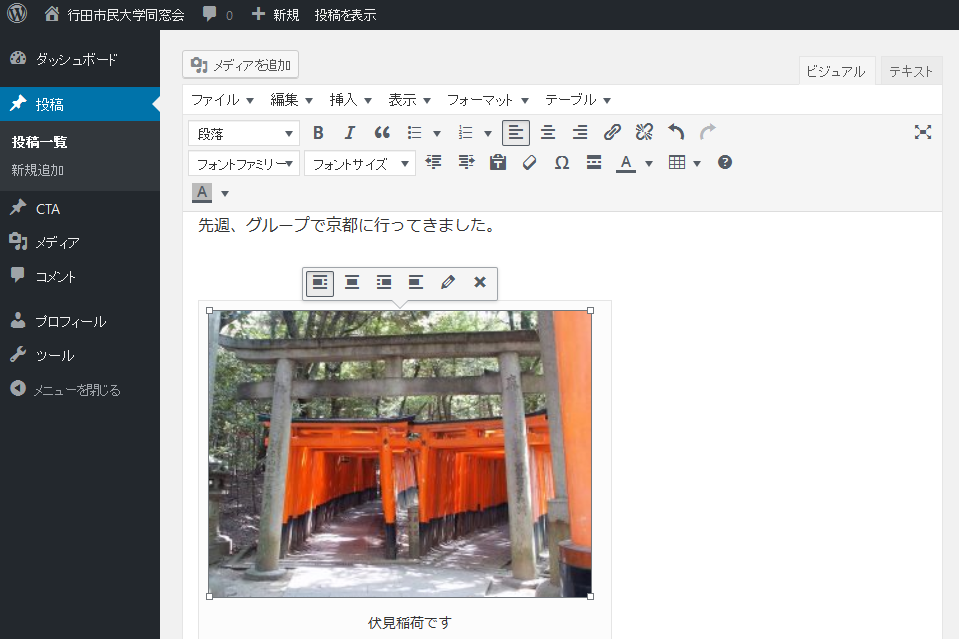 行田市民大学同窓会 0 新規 投稿を表示
ダッシュボード
投稿
投稿一覧
新規追加
CTA
メディア
コメント
プロフィール
ツール
メニューを閉じる
メディアを追加
ビジュアル テキスト
ファイル 編集 挿入 表示 フォーマット テーブル
段落
フォントファミリー フォントサイズ
先週、グループで京都に行ってきました。
伏見稲荷です